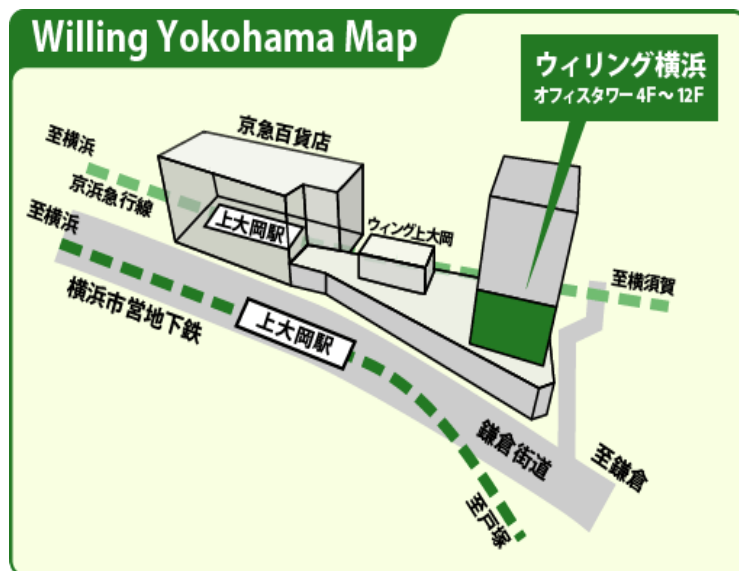 Willing Yokohama Map
ウィリング横浜
オフィスタワー 4F～12F
京急百貨店
至横浜
京浜急行線
上大岡駅
ウィング上大岡
至横須賀
至横浜
横浜市営地下鉄
上大岡駅
鎌倉街道
至鎌倉
至戸塚